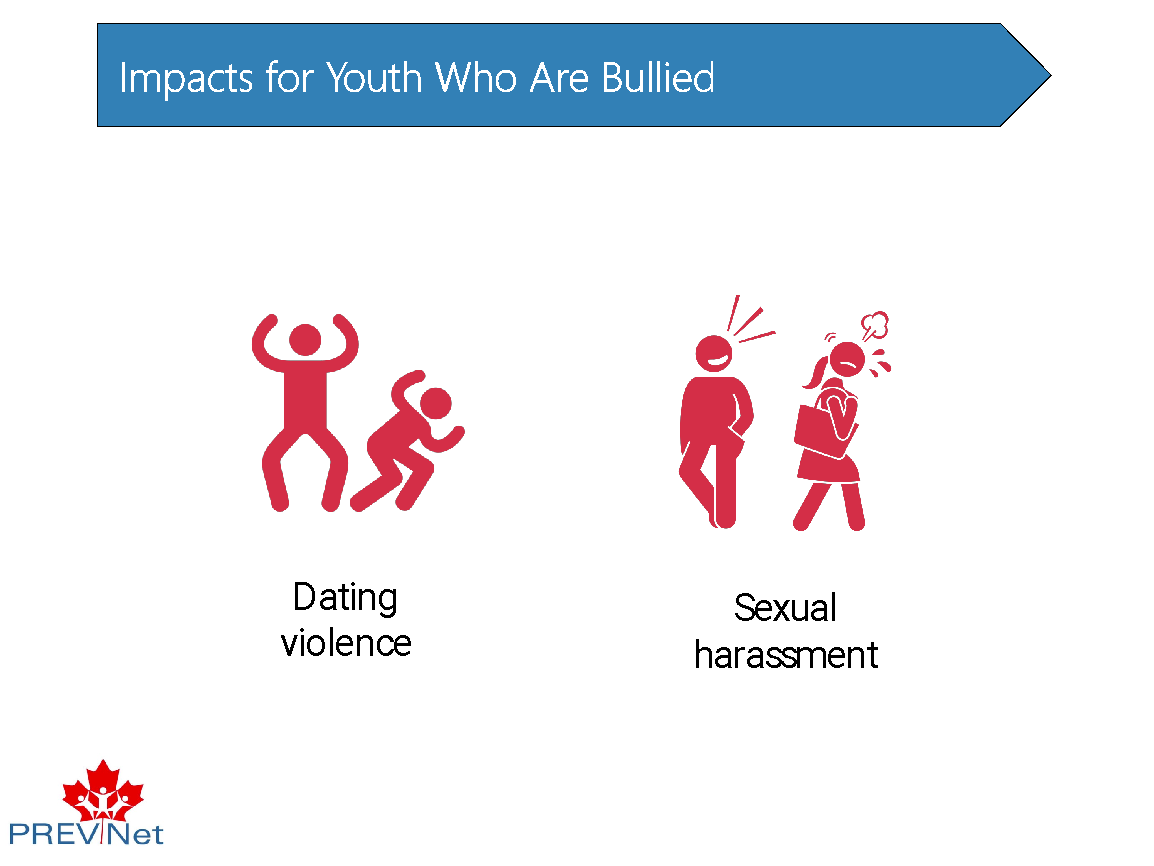 Impacts for Youth Who Are Bullied
Dating
violence
Sexual
harassment
PREVNet